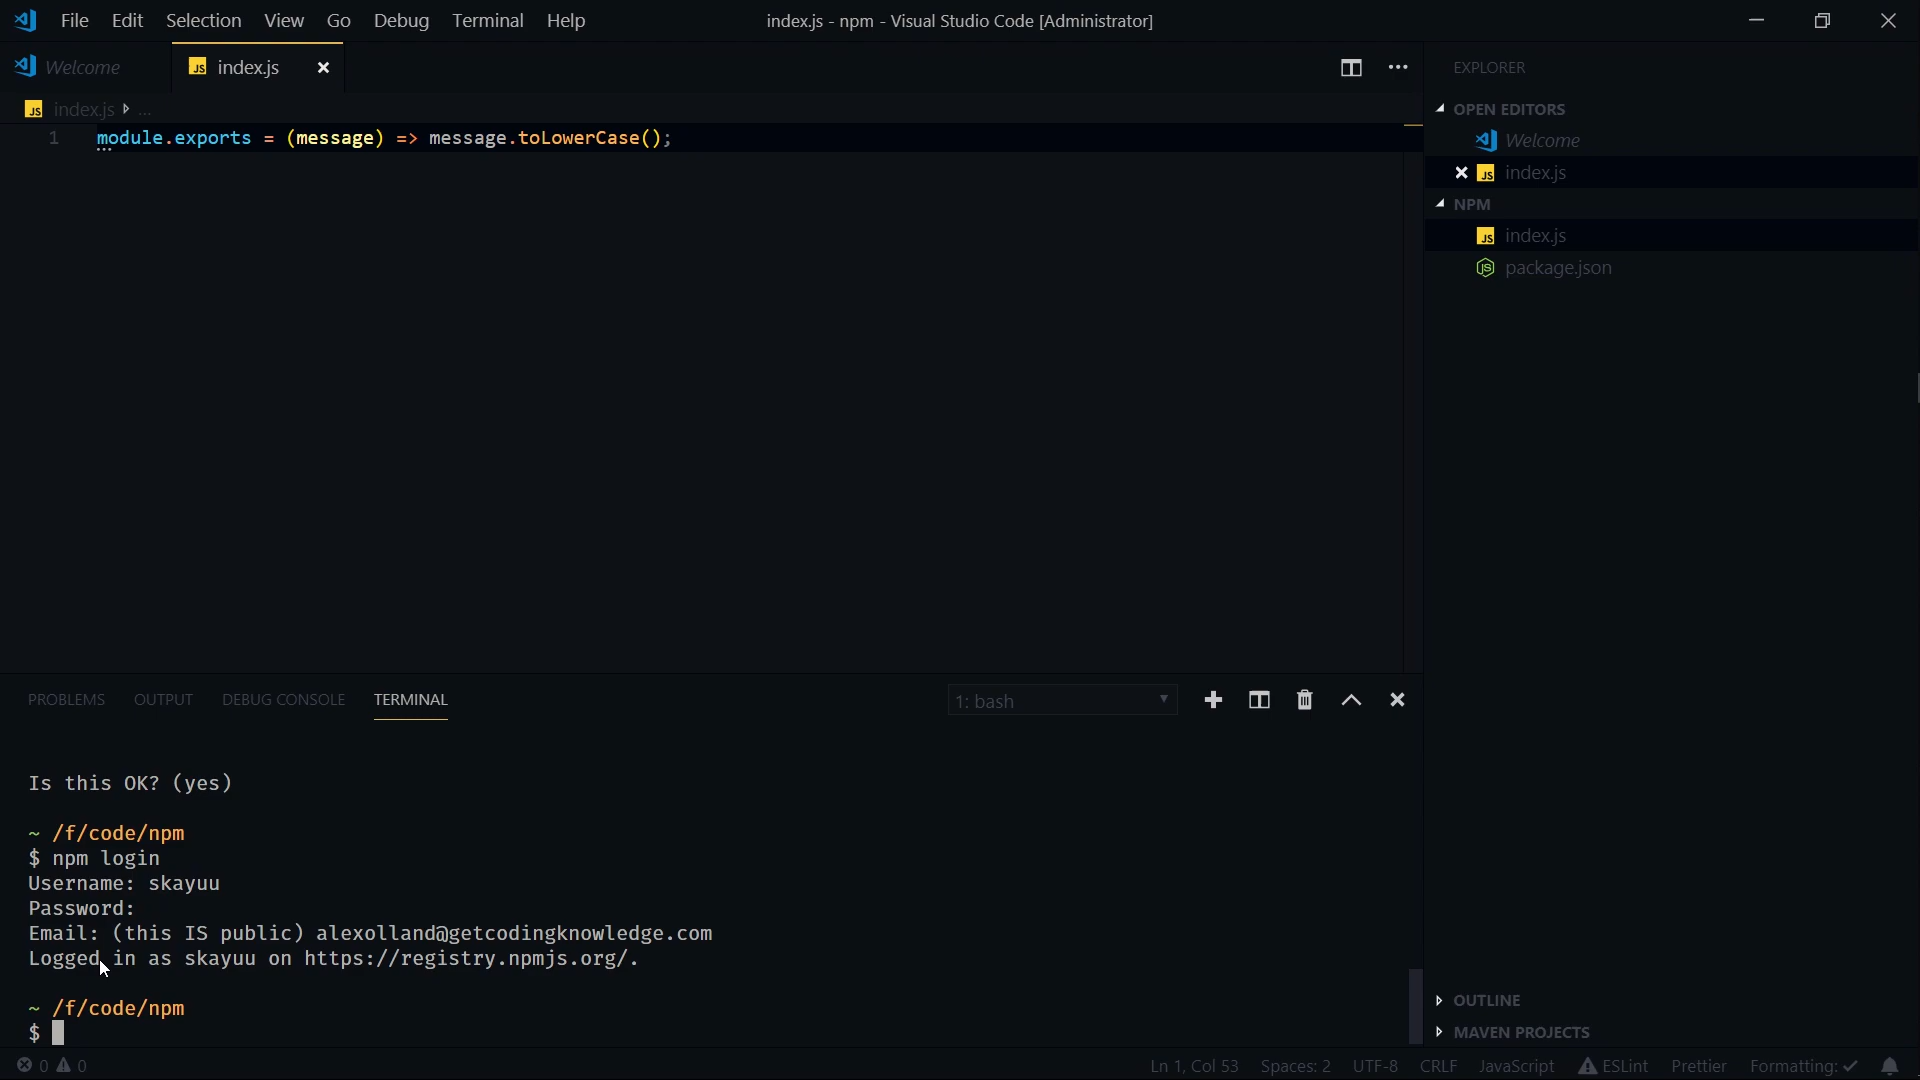 File Edit Selection View Go Debug Terminal Help index.js - npm - Visual Studio Code [Administrator]
Welcome index.js
index.js ...
1 module.exports = (message) => message.toLowerCase();
EXPLORER
OPEN EDITORS
Welcome
JS index.js
NPM
JS index.js
JS package.json
PROBLEMS OUTPUT DEBUG CONSOLE TERMINAL 1: bash
Is this OK? (yes)
~ /f/code/npm
$ npm login
Username: skayuu
Password:
Email: (this IS public) alexolland@getcodingknowledge.com
Logged in as skayuu on https://registry.npmjs.org/.
~ /f/code/npm
$
OUTLINE
MAVEN PROJECTS
0 0 Ln 1, Col 53 Spaces: 2 UTF-8 CRLF JavaScript ESLint Prettier Formatting: ✓